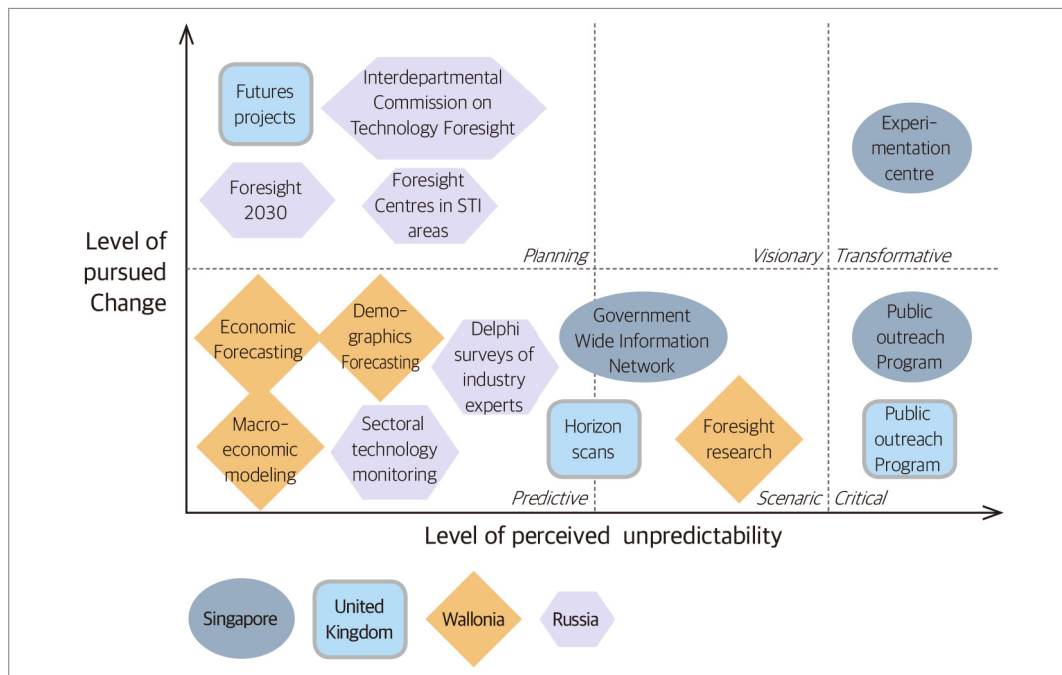 Futures
projects
Interdepartmental
Commission on
Technology Foresight
Experi-
mentation
centre
Foresight
2030
Foresight
Centres in STI
areas
Level of
pursued
Change
Planning
Visionary
Transformative
Economic
Forecasting
Demo-
graphics
Forecasting
Delphi
surveys of
industry
experts
Government
Wide Information
Network
Public
outreach
Program
Macro-
economic
modeling
Sectoral
technology
monitoring
Horizon
scans
Foresight
research
Public
outreach
Program
Predictive
Scenaric
Critical
Level of perceived unpredictability
Singapore
United
Kingdom
Wallonia
Russia